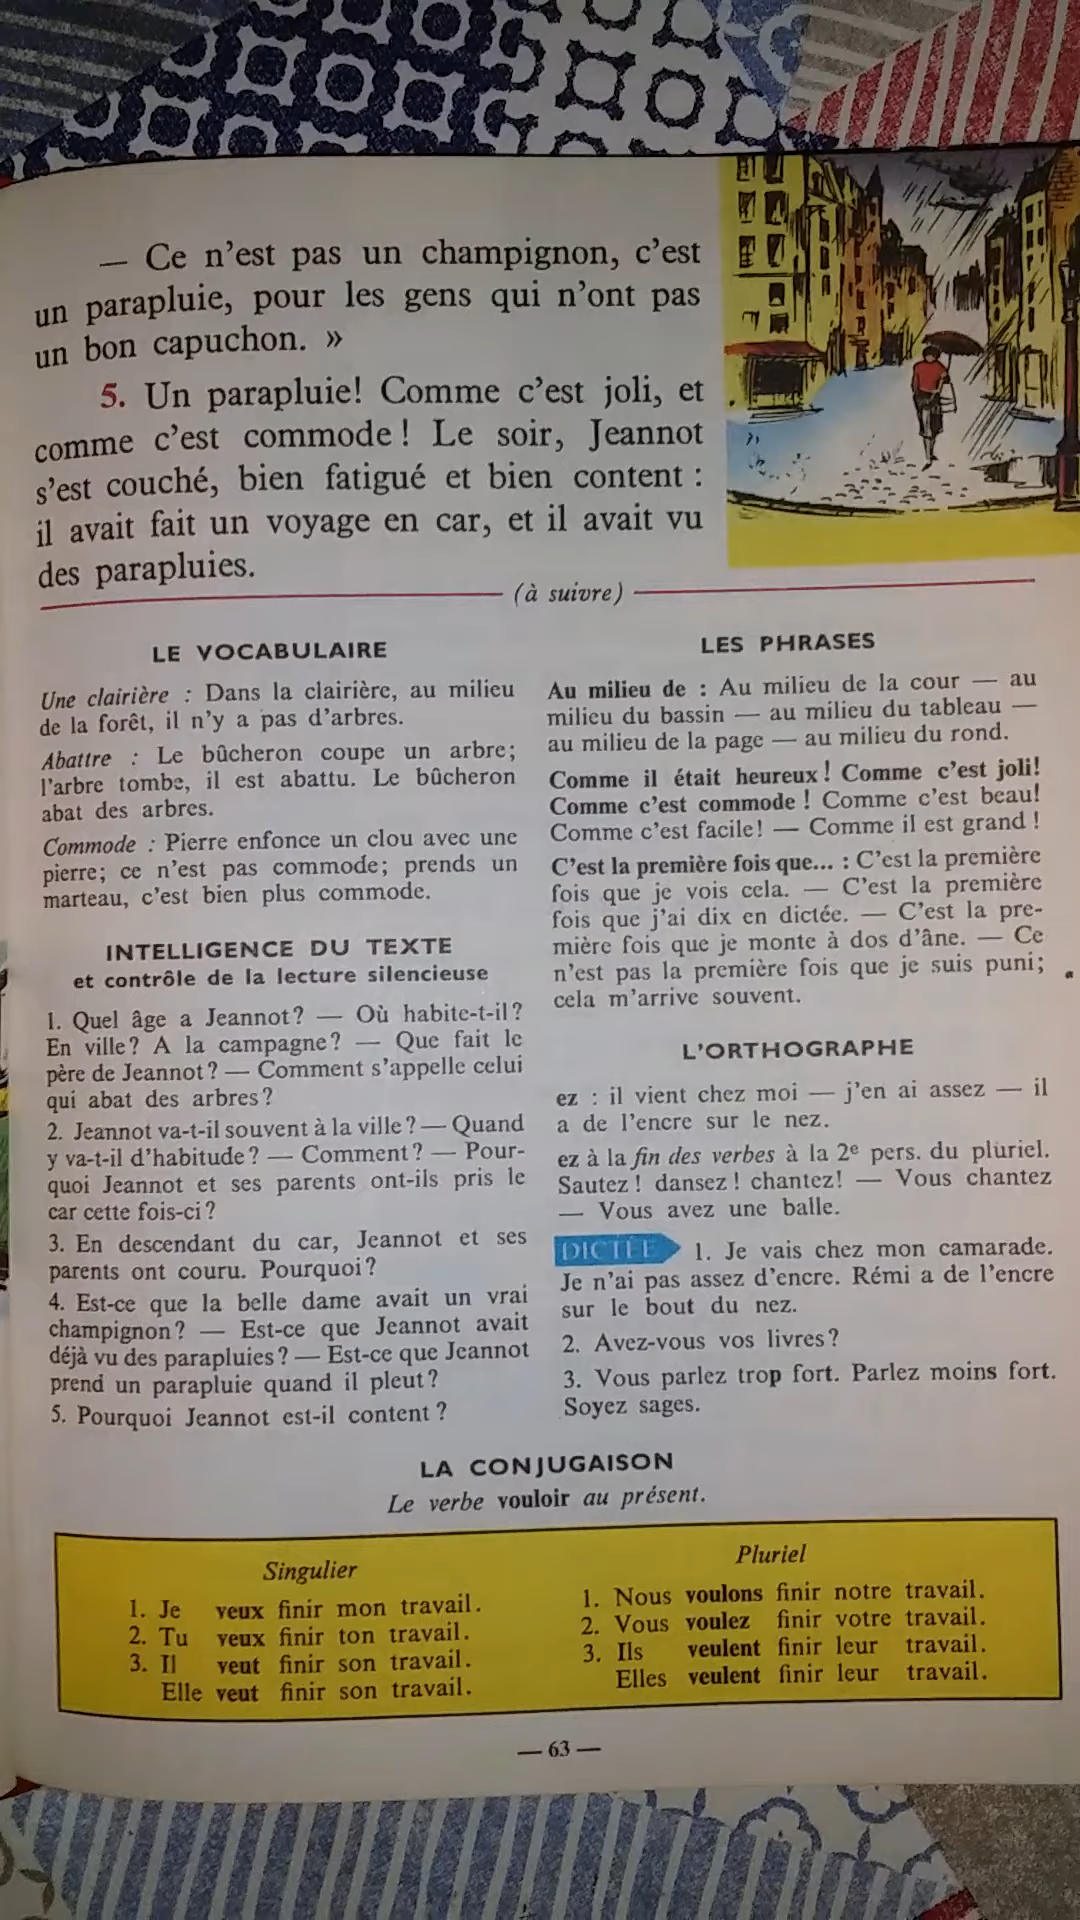 — Ce n'est pas un champignon, c'est
un parapluie, pour les gens qui n'ont pas
un bon capuchon. »
5. Un parapluie! Comme c'est joli, et
comme c'est commode! Le soir, Jeannot
s'est couché, bien fatigué et bien content :
il avait fait un voyage en car, et il avait vu
des parapluies.
(à suivre)
LE VOCABULAIRE
Une clairière : Dans la clairière, au milieu
de la forêt, il n'y a pas d'arbres.
Abattre : Le bûcheron coupe un arbre;
l'arbre tombe, il est abattu. Le bûcheron
abat des arbres.
Commode : Pierre enfonce un clou avec une
pierre; ce n'est pas commode; prends un
marteau, c'est bien plus commode.
INTELLIGENCE DU TEXTE
et contrôle de la lecture silencieuse
1. Quel âge a Jeannot? — Où habite-t-il?
En ville? A la campagne? — Que fait le
père de Jeannot? — Comment s'appelle celui
qui abat des arbres?
2. Jeannot va-t-il souvent à la ville? — Quand
y va-t-il d'habitude? — Comment? — Pour-
quoi Jeannot et ses parents ont-ils pris le
car cette fois-ci?
3. En descendant du car, Jeannot et ses
parents ont couru. Pourquoi?
4. Est-ce que la belle dame avait un vrai
champignon? — Est-ce que Jeannot avait
déjà vu des parapluies? — Est-ce que Jeannot
prend un parapluie quand il pleut?
5. Pourquoi Jeannot est-il content?
LES PHRASES
Au milieu de : Au milieu de la cour — au
milieu du bassin — au milieu du tableau —
au milieu de la page — au milieu du rond.
Comme il était heureux! Comme c'est joli!
Comme c'est commode! Comme c'est beau!
Comme c'est facile! — Comme il est grand!
C'est la première fois que... : C'est la première
fois que je vois cela. — C'est la première
fois que j'ai dix en dictée. — C'est la pre-
mière fois que je monte à dos d'âne. — Ce
n'est pas la première fois que je suis puni;
cela m'arrive souvent.
L'ORTHOGRAPHE
ez : il vient chez moi — j'en ai assez — il
a de l'encre sur le nez.
ez à la fin des verbes à la 2e pers. du pluriel.
Sautez! dansez! chantez! — Vous chantez
— Vous avez une balle.
DICTÉE 1. Je vais chez mon camarade.
Je n'ai pas assez d'encre. Rémi a de l'encre
sur le bout du nez.
2. Avez-vous vos livres?
3. Vous parlez trop fort. Parlez moins fort.
Soyez sages.
LA CONJUGAISON
Le verbe vouloir au présent.
Singulier
1. Je veux finir mon travail.
2. Tu veux finir ton travail.
3. Il veut finir son travail.
Elle veut finir son travail.
Pluriel
1. Nous voulons finir notre travail.
2. Vous voulez finir votre travail.
3. Ils veulent finir leur travail.
Elles veulent finir leur travail.
— 63 —